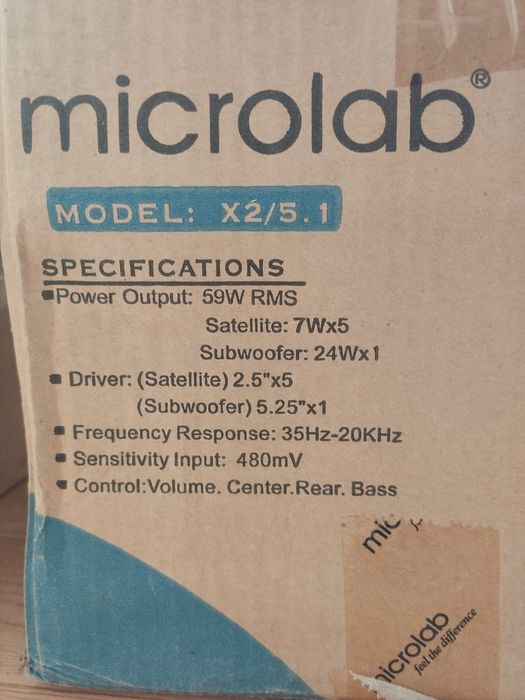 microlab®
MODEL: X2/5.1
SPECIFICATIONS
Power Output: 59W RMS
Satellite: 7Wx5
Subwoofer: 24Wx1
Driver: (Satellite) 2.5"x5
(Subwoofer) 5.25"x1
Frequency Response: 35Hz-20KHz
Sensitivity Input: 480mV
Control:Volume. Center.Rear. Bass
mic
microlab
feel the difference